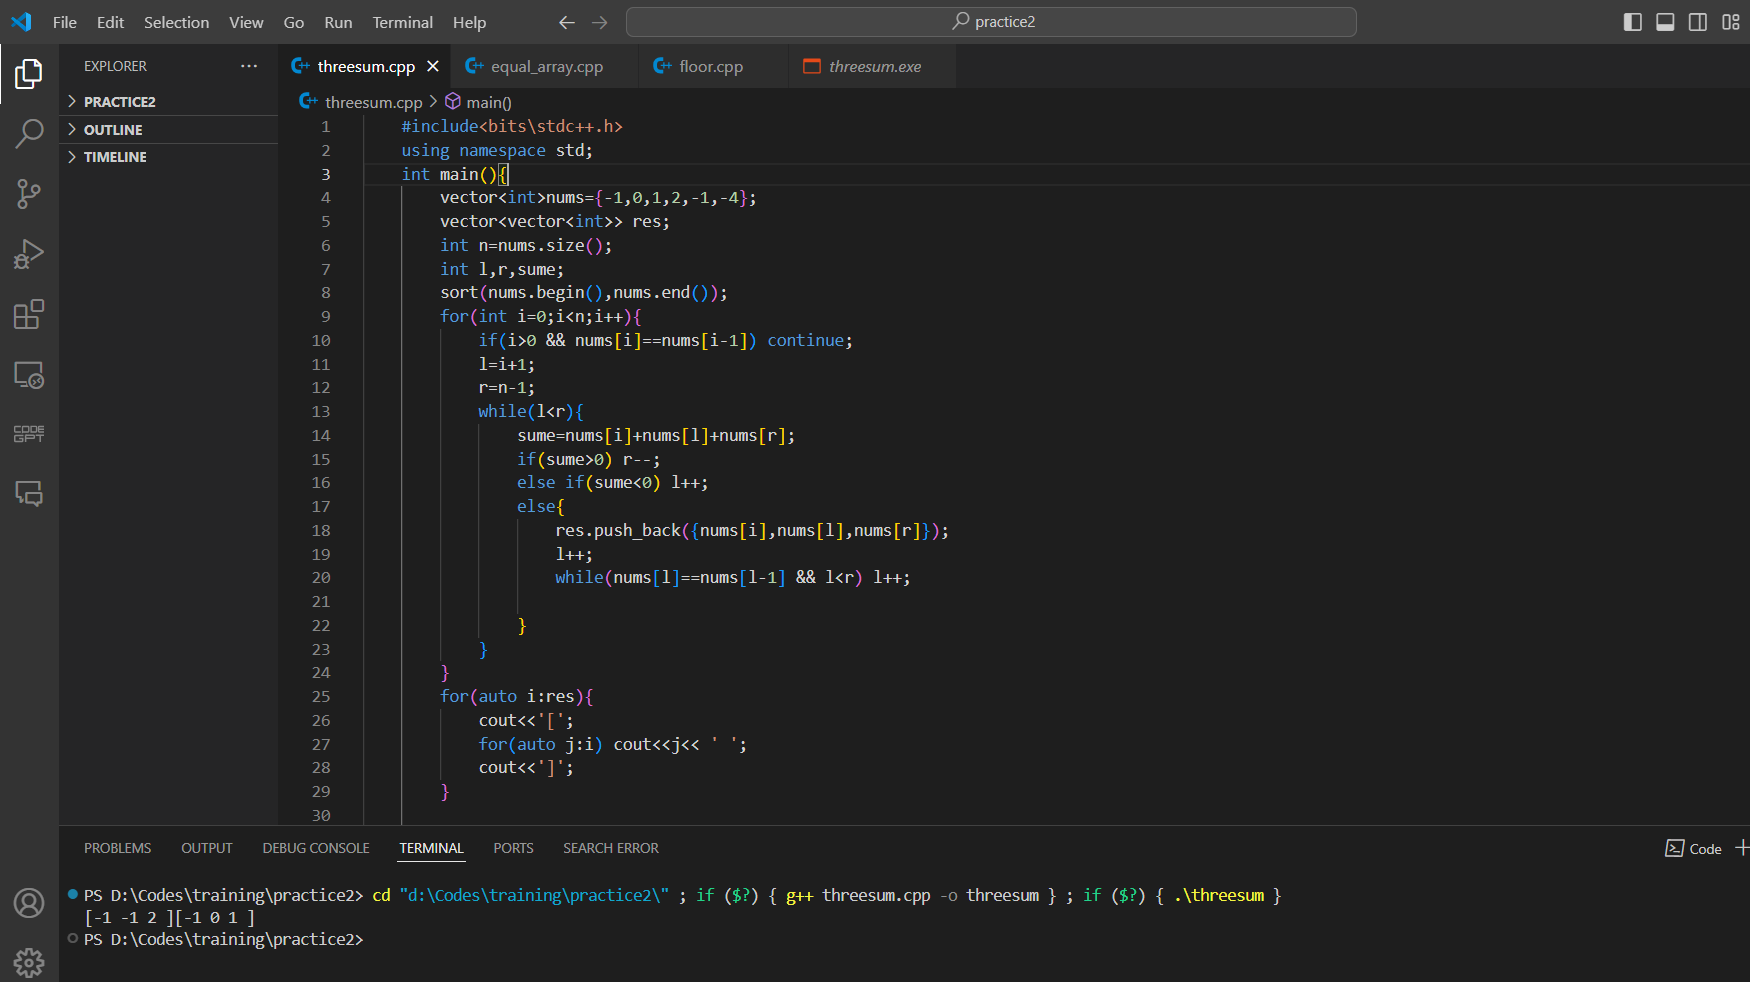 File Edit Selection View Go Run Terminal Help
practice2
EXPLORER
PRACTICE2
OUTLINE
TIMELINE
CODE
GPT
threesum.cpp
equal_array.cpp
floor.cpp
threesum.exe
threesum.cpp > main()
1 #include<bits\stdc++.h>
2 using namespace std;
3 int main(){
4 vector<int>nums={-1,0,1,2,-1,-4};
5 vector<vector<int>> res;
6 int n=nums.size();
7 int l,r,sume;
8 sort(nums.begin(),nums.end());
9 for(int i=0;i<n;i++){
10 if(i>0 && nums[i]==nums[i-1]) continue;
11 l=i+1;
12 r=n-1;
13 while(l<r){
14 sume=nums[i]+nums[l]+nums[r];
15 if(sume>0) r--;
16 else if(sume<0) l++;
17 else{
18 res.push_back({nums[i],nums[l],nums[r]});
19 l++;
20 while(nums[l]==nums[l-1] && l<r) l++;
21
22 }
23 }
24 }
25 for(auto i:res){
26 cout<<'[';
27 for(auto j:i) cout<<j<< ' ';
28 cout<<']';
29 }
30
PROBLEMS OUTPUT DEBUG CONSOLE TERMINAL PORTS SEARCH ERROR
Code
PS D:\Codes\training\practice2> cd "d:\Codes\training\practice2\" ; if ($?) { g++ threesum.cpp -o threesum } ; if ($?) { .\threesum }
[-1 -1 2 ][-1 0 1 ]
PS D:\Codes\training\practice2>